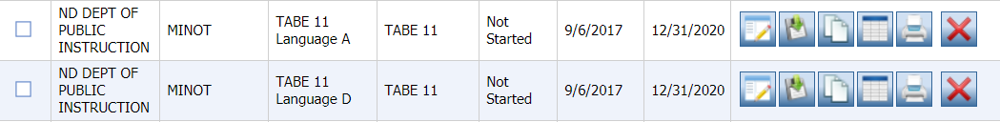 ND DEPT OF
PUBLIC
INSTRUCTION
MINOT
TABE 11
Language A
TABE 11
Not
Started
9/6/2017
12/31/2020
ND DEPT OF
PUBLIC
INSTRUCTION
MINOT
TABE 11
Language D
TABE 11
Not
Started
9/6/2017
12/31/2020